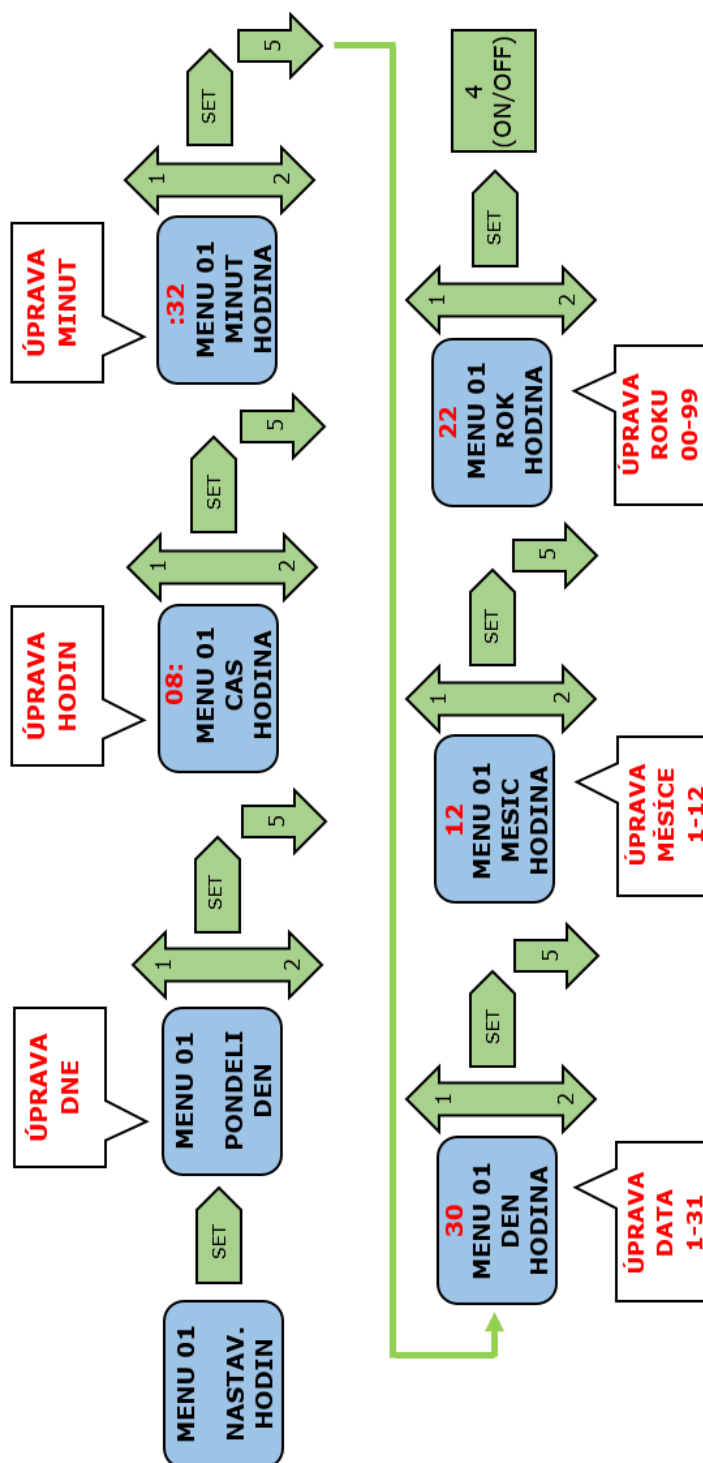 MENU 01
NASTAV.
HODIN
SET
ÚPRAVA
DNE
MENU 01
PONDELI
DEN
1
2
SET
5
ÚPRAVA
HODIN
08:
MENU 01
CAS
HODINA
1
2
SET
5
ÚPRAVA
MINUT
:32
MENU 01
MINUT
HODINA
1
2
SET
5
30
MENU 01
DEN
HODINA
ÚPRAVA
DATA
1-31
1
2
SET
5
12
MENU 01
MESIC
HODINA
ÚPRAVA
MĚSÍCE
1-12
1
2
SET
5
22
MENU 01
ROK
HODINA
ÚPRAVA
ROKU
00-99
1
2
SET
4
(ON/OFF)